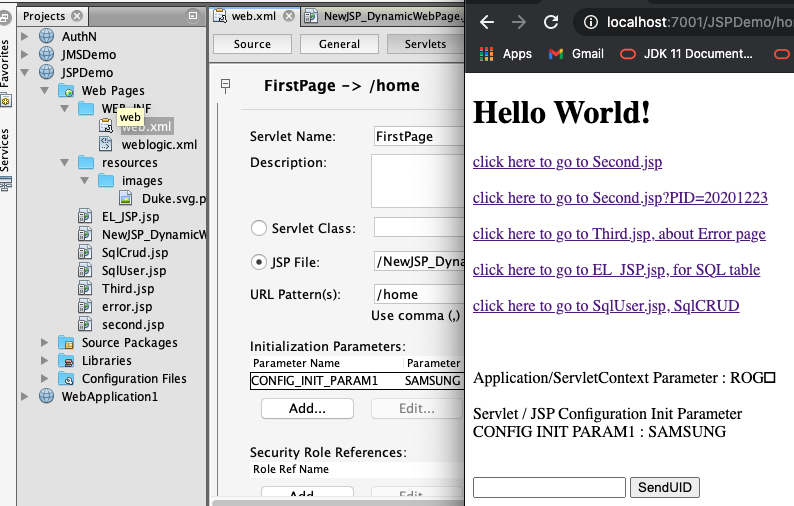 Projects
AuthN
JMSDemo
JSPDemo
Web Pages
WEB-INF
web
web.xml
weblogic.xml
resources
images
Duke.svg.p
EL_JSP.jsp
NewJSP_DynamicW
SqlCrud.jsp
SqlUser.jsp
Third.jsp
error.jsp
second.jsp
Source Packages
Libraries
Configuration Files
WebApplication1
Favorites
Services
web.xml
NewJSP_DynamicWebPage.
Source
General
Servlets
FirstPage -> /home
Servlet Name:
FirstPage
Description:
Servlet Class:
JSP File:
/NewJSP_Dyna
URL Pattern(s):
/home
Use comma (,)
Initialization Parameters:
Parameter Name
Parameter
CONFIG_INIT_PARAM1
SAMSUNG
Add...
Edit...
Security Role References:
Role Ref Name
Add...
Edit...
localhost:7001/JSPDemo/ho
Apps
Gmail
JDK 11 Document...
Hello World!
click here to go to Second.jsp
click here to go to Second.jsp?PID=20201223
click here to go to Third.jsp, about Error page
click here to go to EL_JSP.jsp, for SQL table
click here to go to SqlUser.jsp, SqlCRUD
Application/ServletContext Parameter : ROG
Servlet / JSP Configuration Init Parameter
CONFIG INIT PARAM1 : SAMSUNG
SendUID